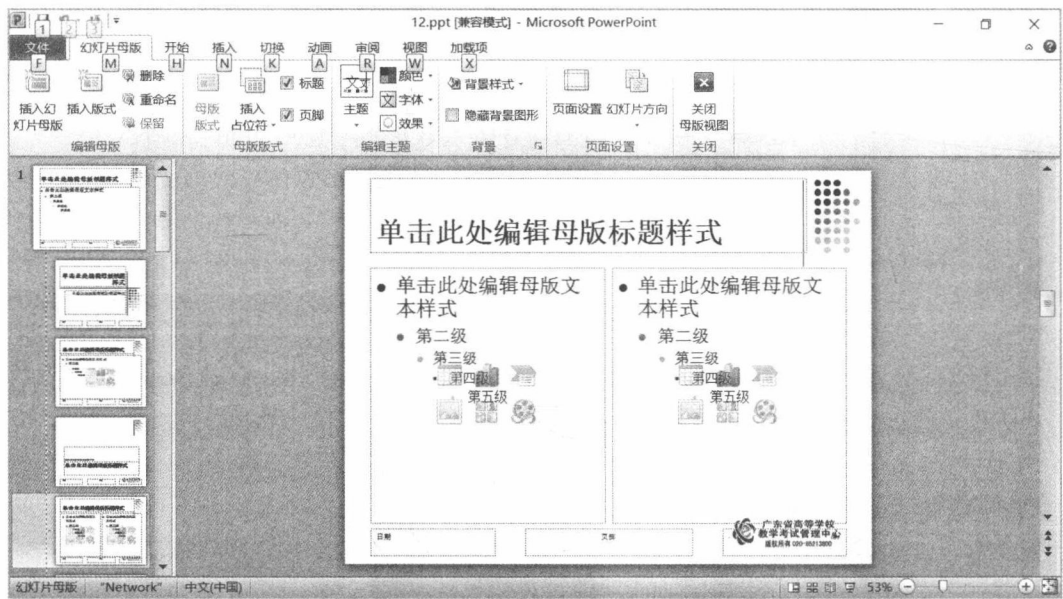 P 1 2 3
12.ppt [兼容模式] - Microsoft PowerPoint
文件 幻灯片母版 开始 插入 切换 动画 审阅 视图 加载项
F M H N K A R W X
插入幻灯片母版 插入版式 删除 重命名 保留
母版版式 插入占位符 标题 页脚
主题 颜色 字体 效果
背景样式 隐藏背景图形
页面设置 幻灯片方向
关闭母版视图
编辑母版 母版版式 编辑主题 背景 页面设置 关闭
1
单击此处编辑母版标题样式
单击此处编辑母版文本样式
第二级
第三级
第四级
第五级
单击此处编辑母版文本样式
第二级
第三级
第四级
第五级
日期
页脚
广东省高等学校
教学考试管理中心
幻灯片母版 "Network" 中文(中国) 53%